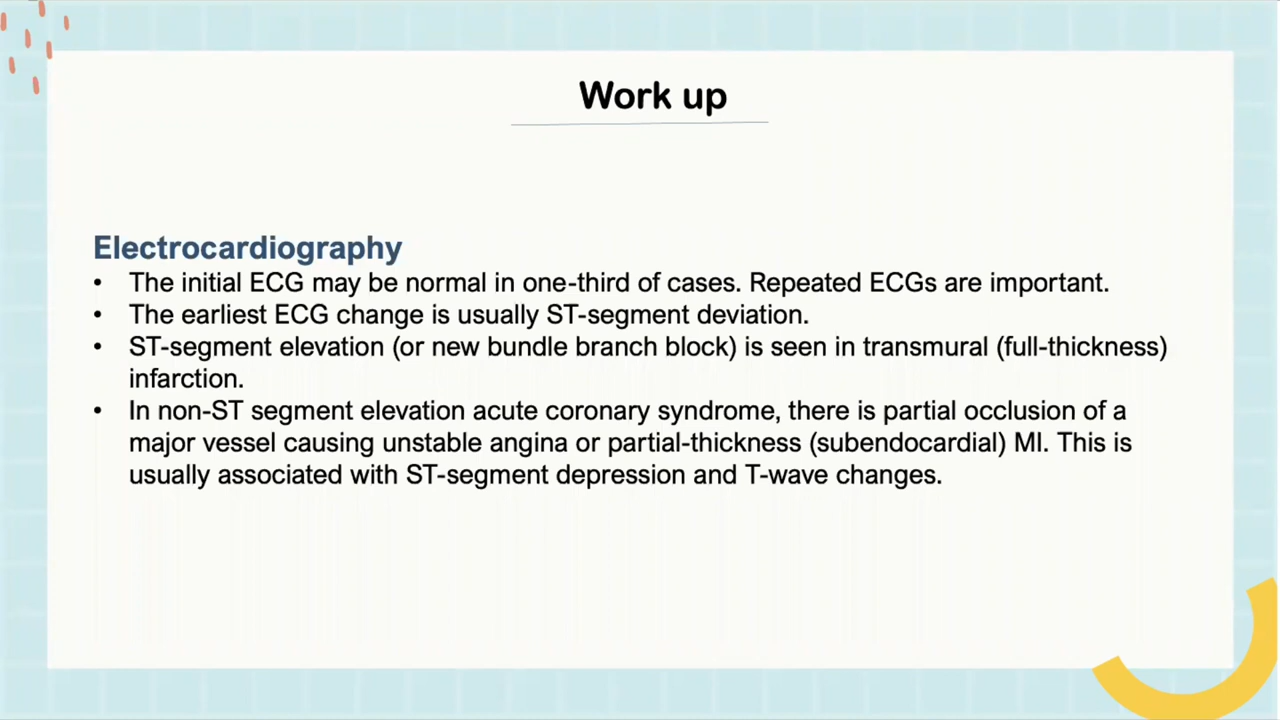 Work up
Electrocardiography
• The initial ECG may be normal in one-third of cases. Repeated ECGs are important.
• The earliest ECG change is usually ST-segment deviation.
• ST-segment elevation (or new bundle branch block) is seen in transmural (full-thickness)
infarction.
• In non-ST segment elevation acute coronary syndrome, there is partial occlusion of a
major vessel causing unstable angina or partial-thickness (subendocardial) MI. This is
usually associated with ST-segment depression and T-wave changes.